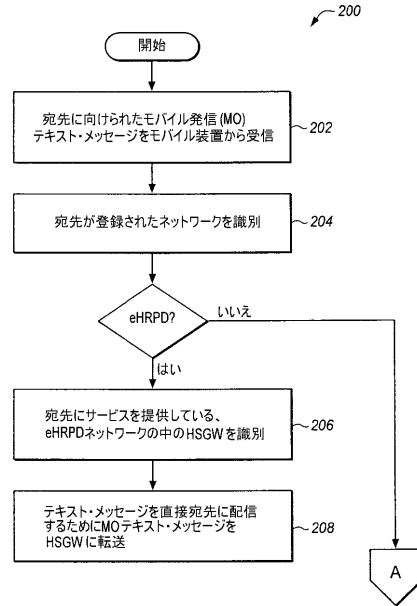 200
開始
宛先に向けられたモバイル発信(MO)
テキスト・メッセージをモバイル装置から受信
202
宛先が登録されたネットワークを識別
204
eHRPD?
いいえ
はい
宛先にサービスを提供している、
eHRPDネットワークの中のHSGWを識別
206
テキスト・メッセージを直接宛先に配信
するためにMOテキスト・メッセージを
HSGWに転送
208
A